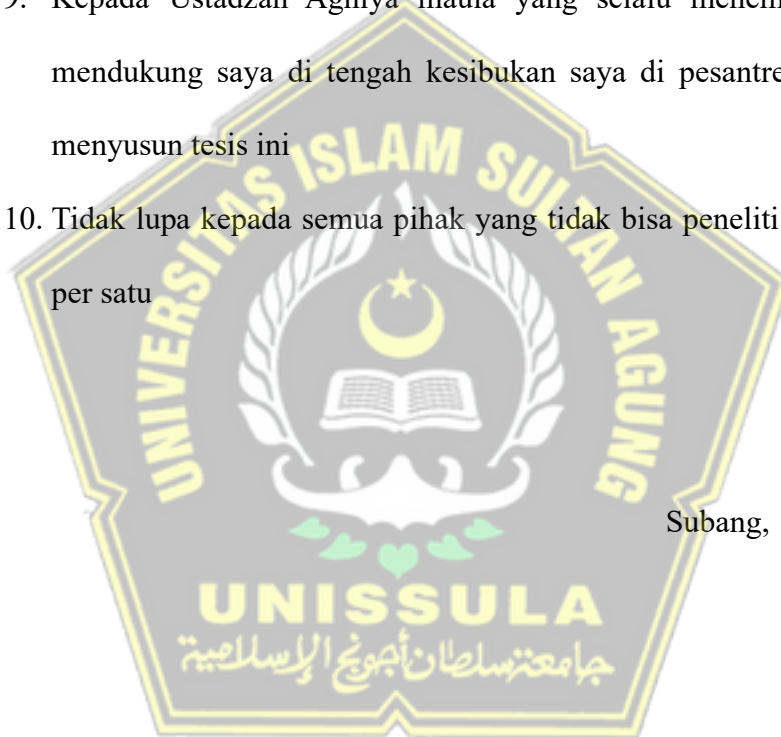 9. Kepada Ustadzah maula yang selalu
mendukung saya di tengah kesibukan saya di pesantre
menyusun tesis ini
10. Tidak lupa kepada semua pihak yang tidak bisa peneliti
per satu
UNIVERSITAS ISLAM SULTAN AGUNG
Subang,
UNISSULA
جامعة سلطان أجونج الإسلامية